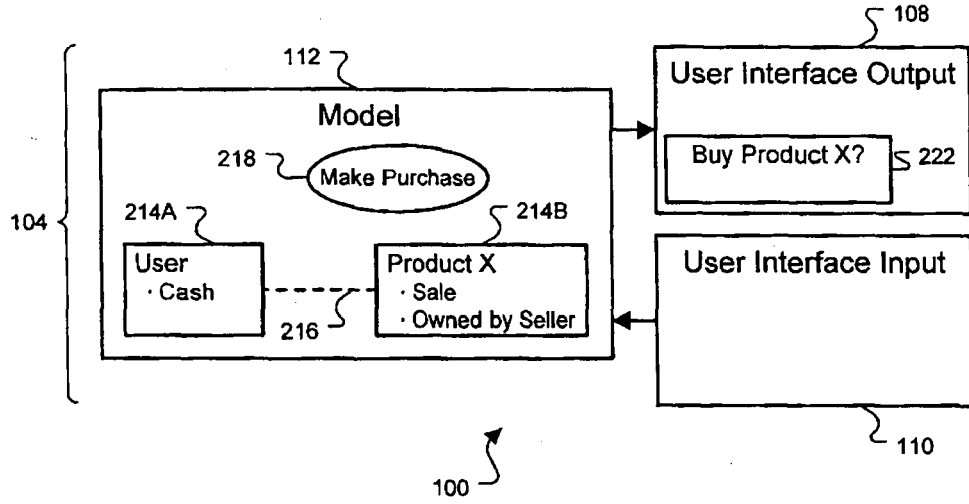 108
112
User Interface Output
Model
218
Make Purchase
Buy Product X?
222
104
214A
214B
User
· Cash
Product X
· Sale
· Owned by Seller
216
User Interface Input
110
100